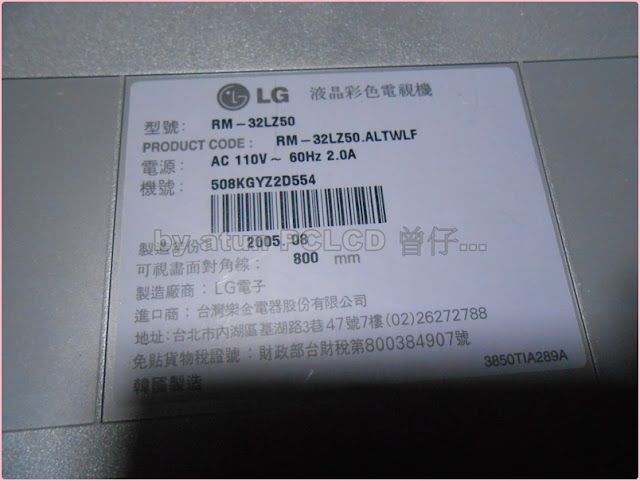 LG 液晶彩色電視機
型號: RM-32LZ50
PRODUCT CODE: RM-32LZ50.ALTWLF
電源: AC 110V~ 60Hz 2.0A
機號: 508KGYZ2D554
by atun PCLCD 曾仔...
製造年份: 2005, 08
可視畫面對角線: 800 mm
製造廠商: LG電子
進口商: 台灣樂金電器股份有限公司
地址: 台北市內湖區基湖路3巷47號7樓 (02)26272788
免貼貨物稅證號: 財政部台財稅第800384907號
韓國製造
3850TIA289A